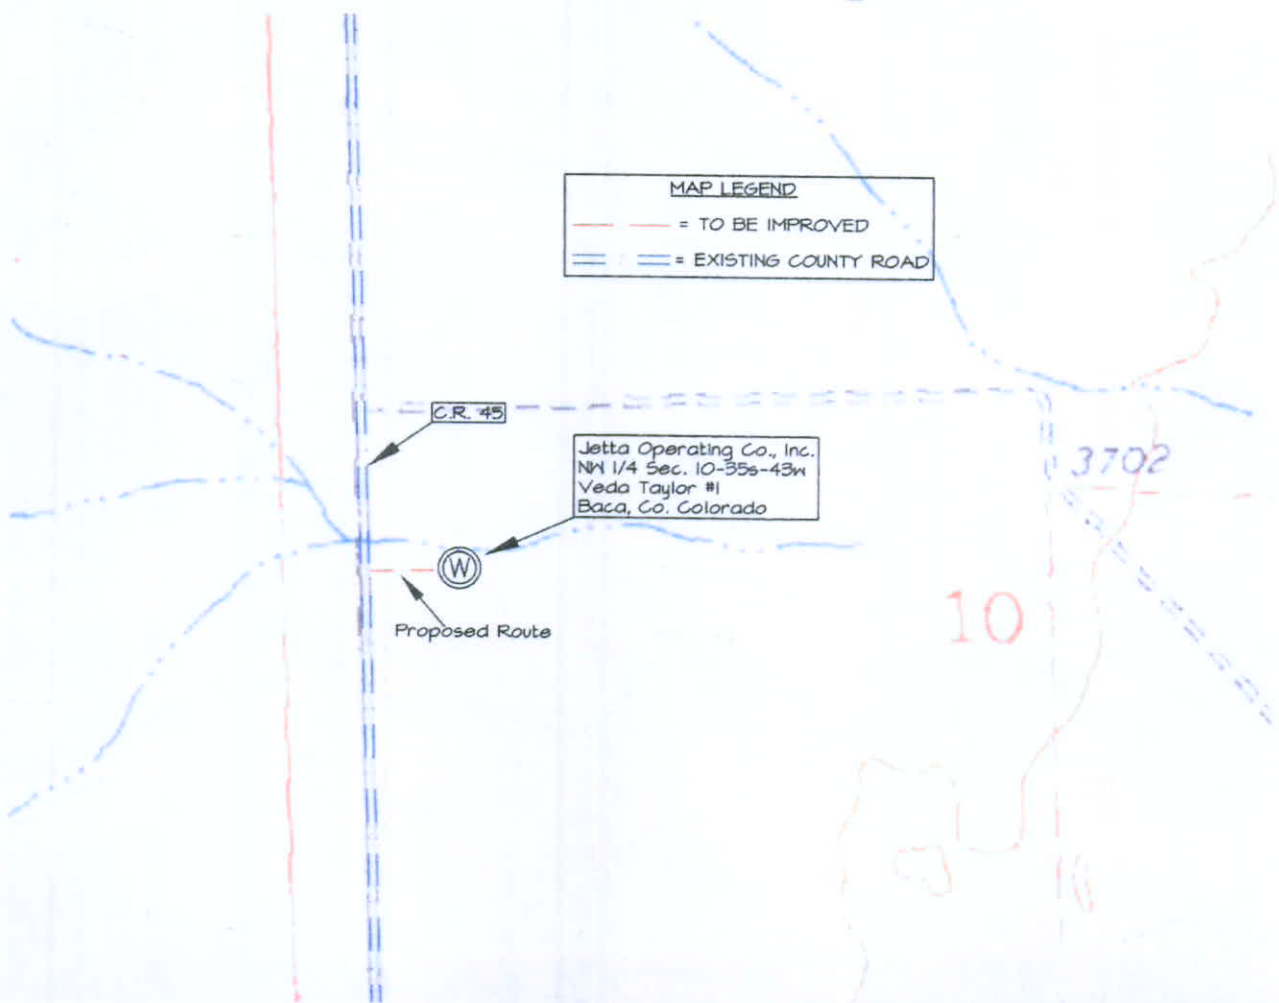 MAP LEGEND
= TO BE IMPROVED
= EXISTING COUNTY ROAD
C.R. 45
Jetta Operating Co., Inc.
NW 1/4 Sec. 10-35s-43w
Veda Taylor #1
Baca, Co. Colorado
3702
W
10
Proposed Route